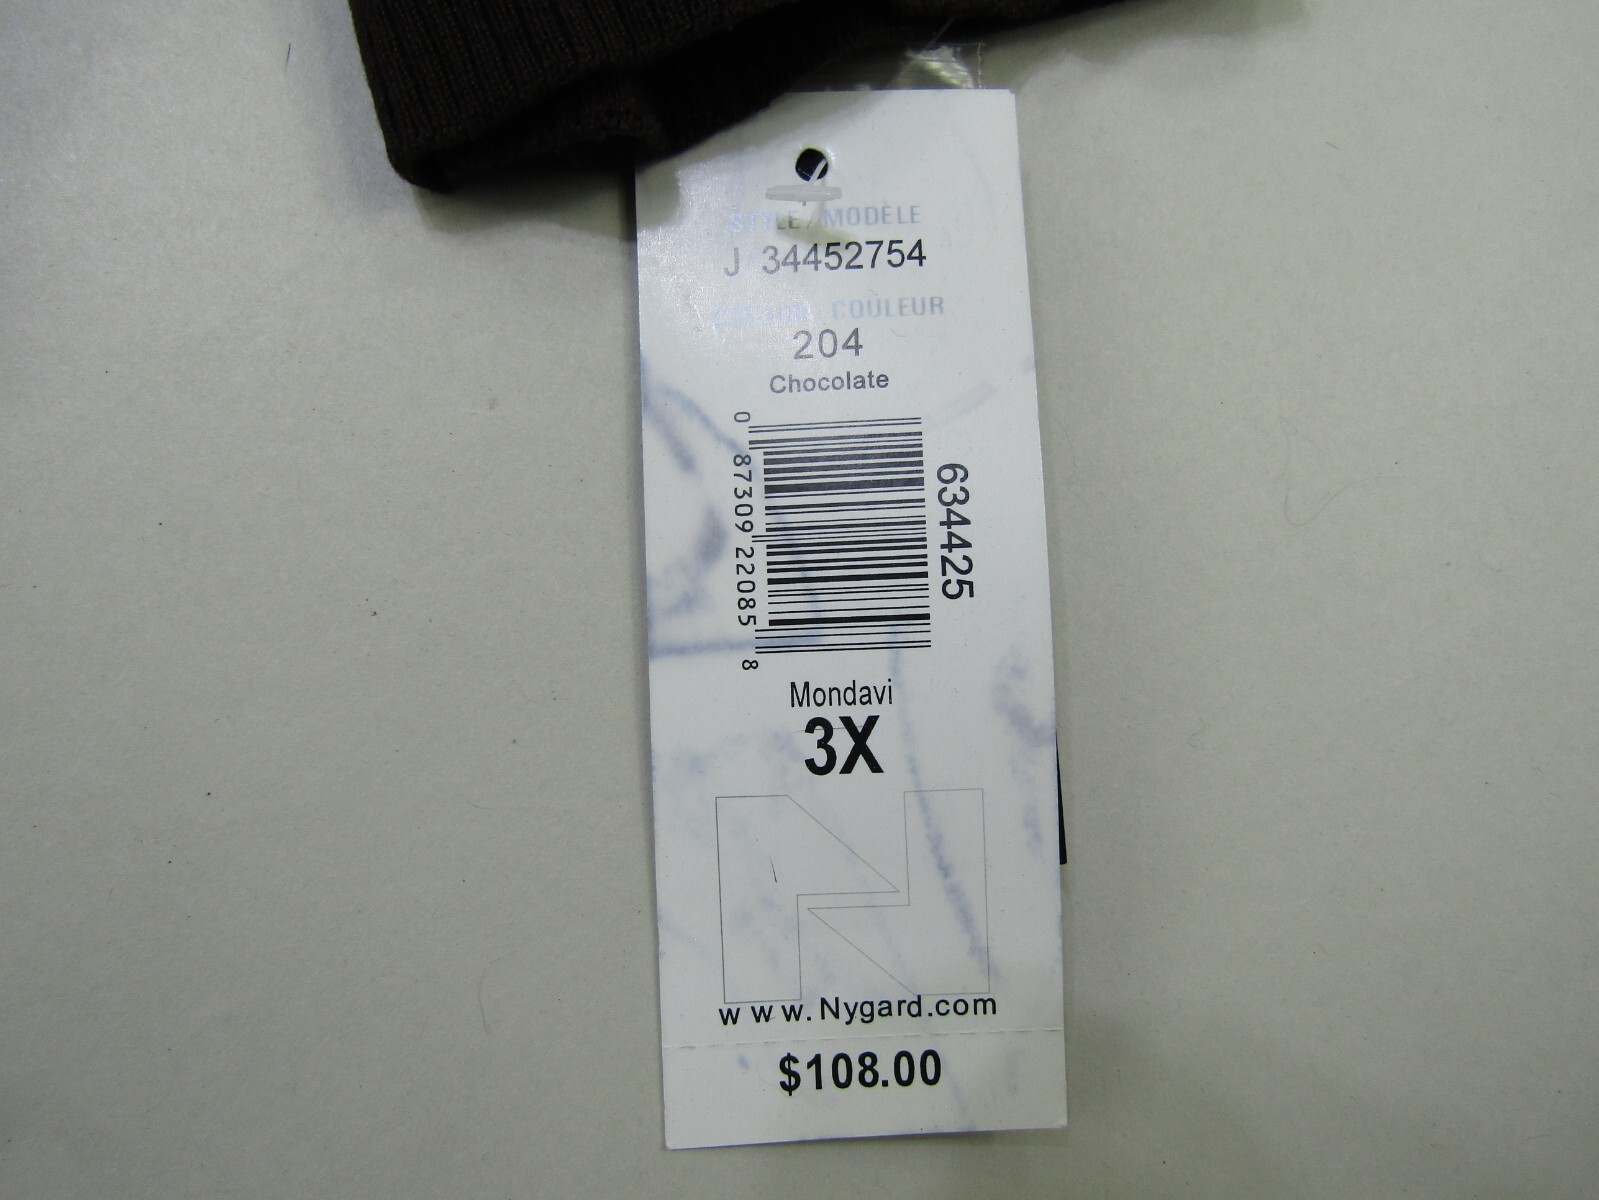 STYLE / MODÈLE
J 34452754
COULEUR
204
Chocolate
0 87309 22085 8
634425
Mondavi
3X
www.Nygard.com
$108.00